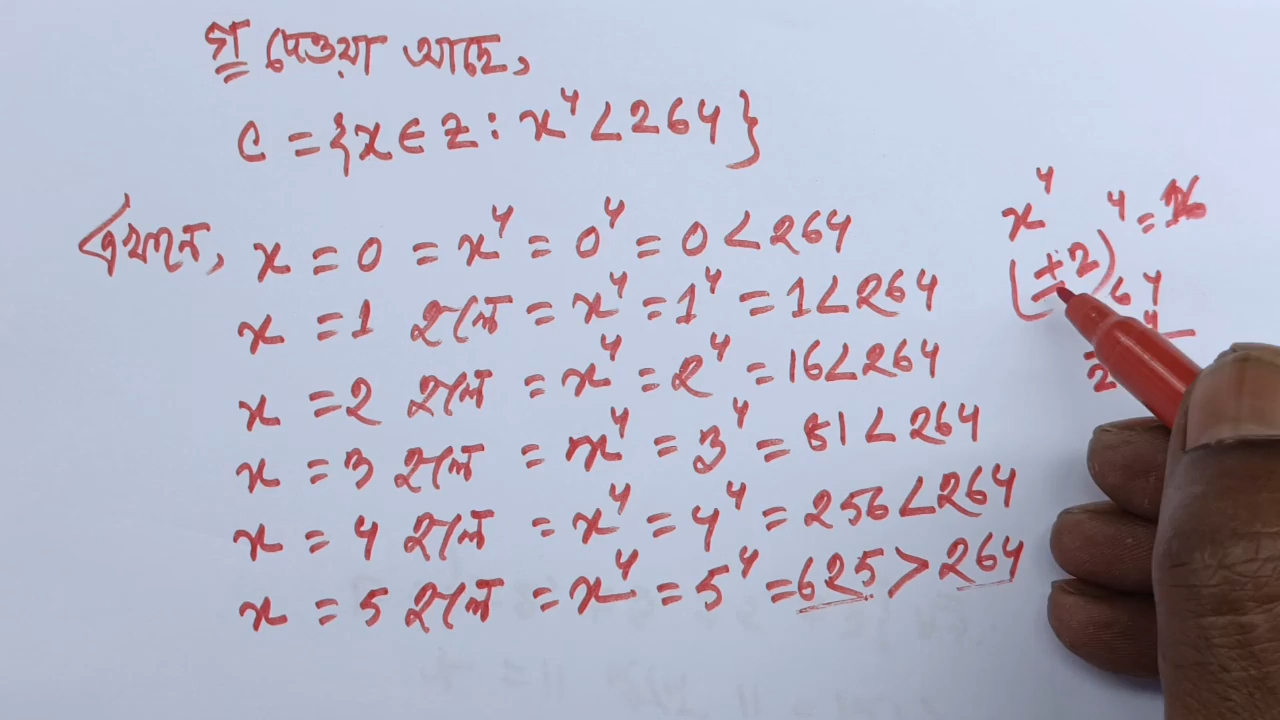 গ দেওয়া আছে,
C = {x ∈ Z : x⁴ < 264}
এখানে, x = 0 = x⁴ = 0⁴ = 0 < 264
x = 1 হলে = x⁴ = 1⁴ = 1 < 264
x = 2 হলে = x⁴ = 2⁴ = 16 < 264
x = 3 হলে = x⁴ = 3⁴ = 81 < 264
x = 4 হলে = x⁴ = 4⁴ = 256 < 264
x = 5 হলে = x⁴ = 5⁴ = 625 > 264
x⁴
(±2)⁴ = 16
64